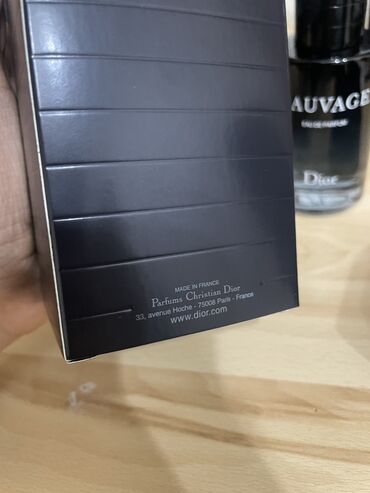 SAUVAGE
EAU DE PARFUM
Dior
MADE IN FRANCE
Parfums Christian Dior
33, avenue Hoche - 75008 Paris - France
www.dior.com